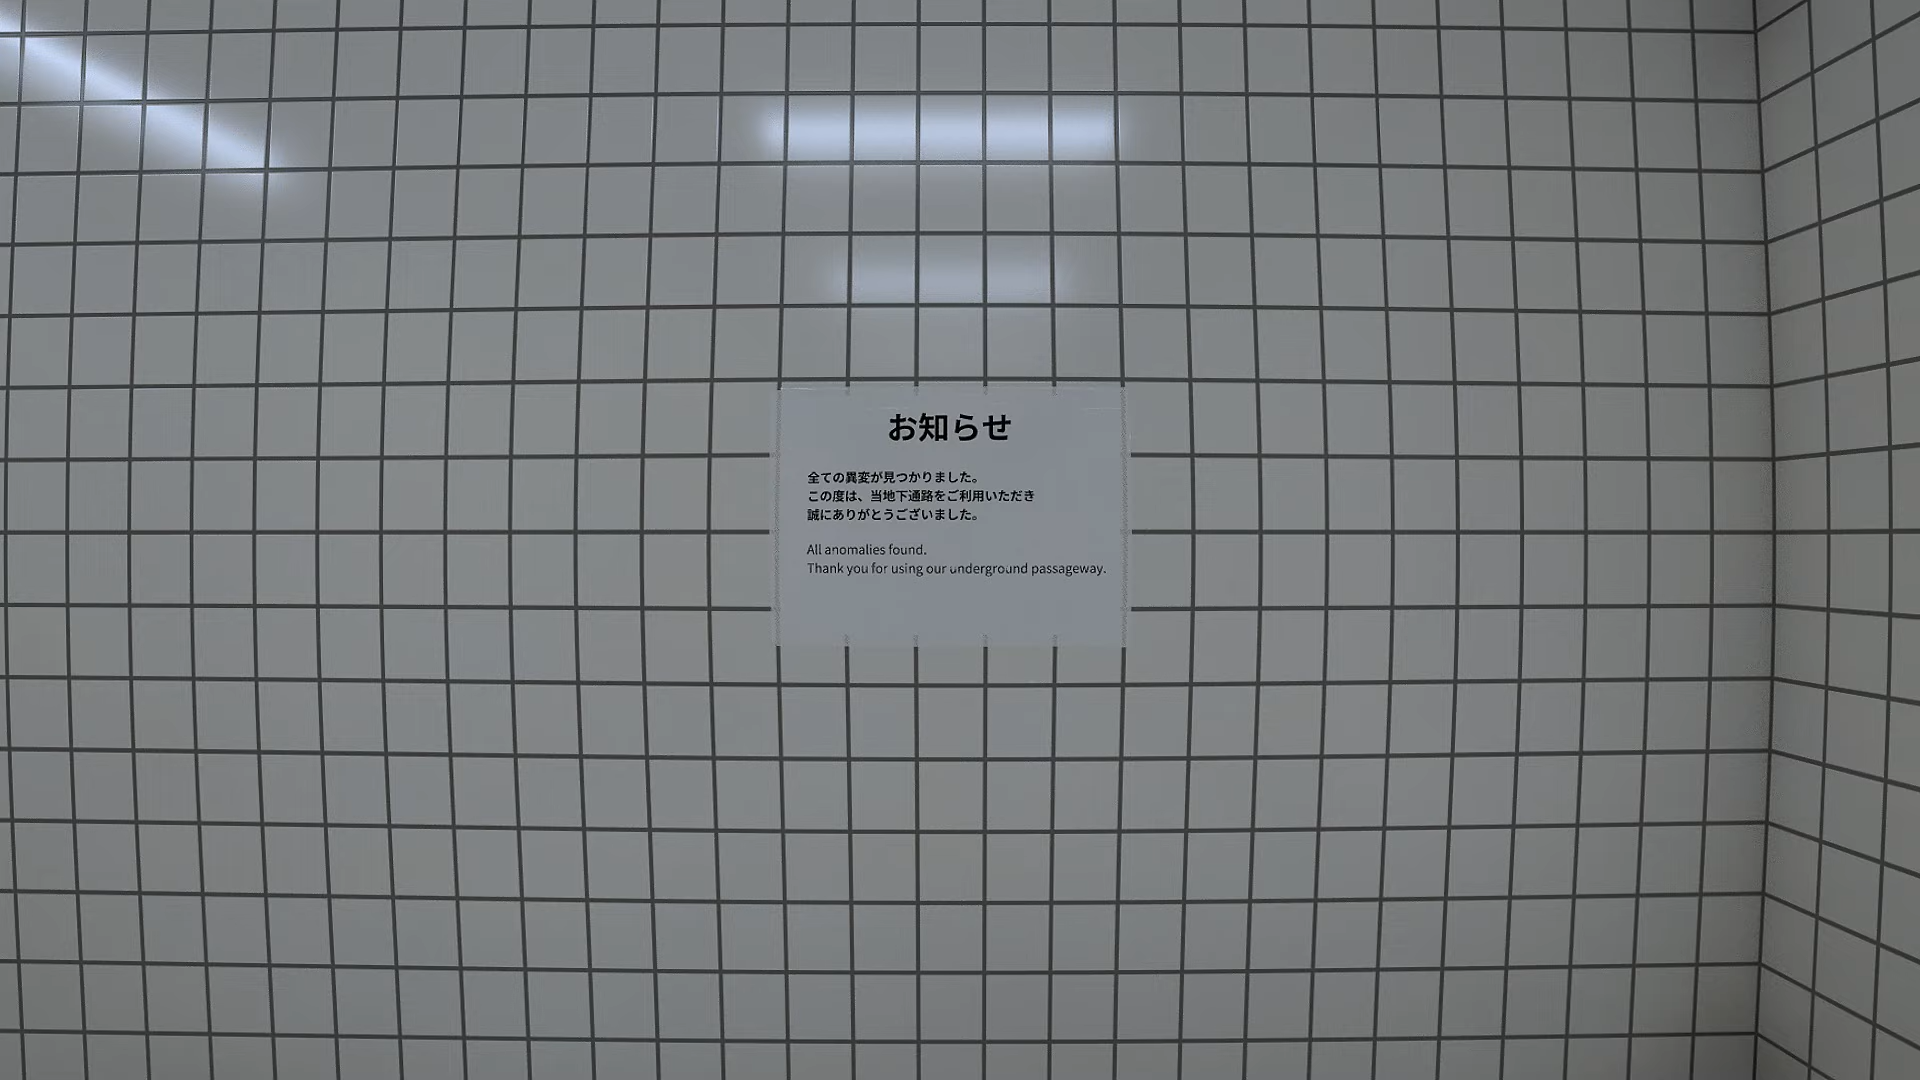 お知らせ
全ての異変が見つかりました。
この度は、当地下通路をご利用いただき
誠にありがとうございました。
All anomalies found.
Thank you for using our underground passageway.